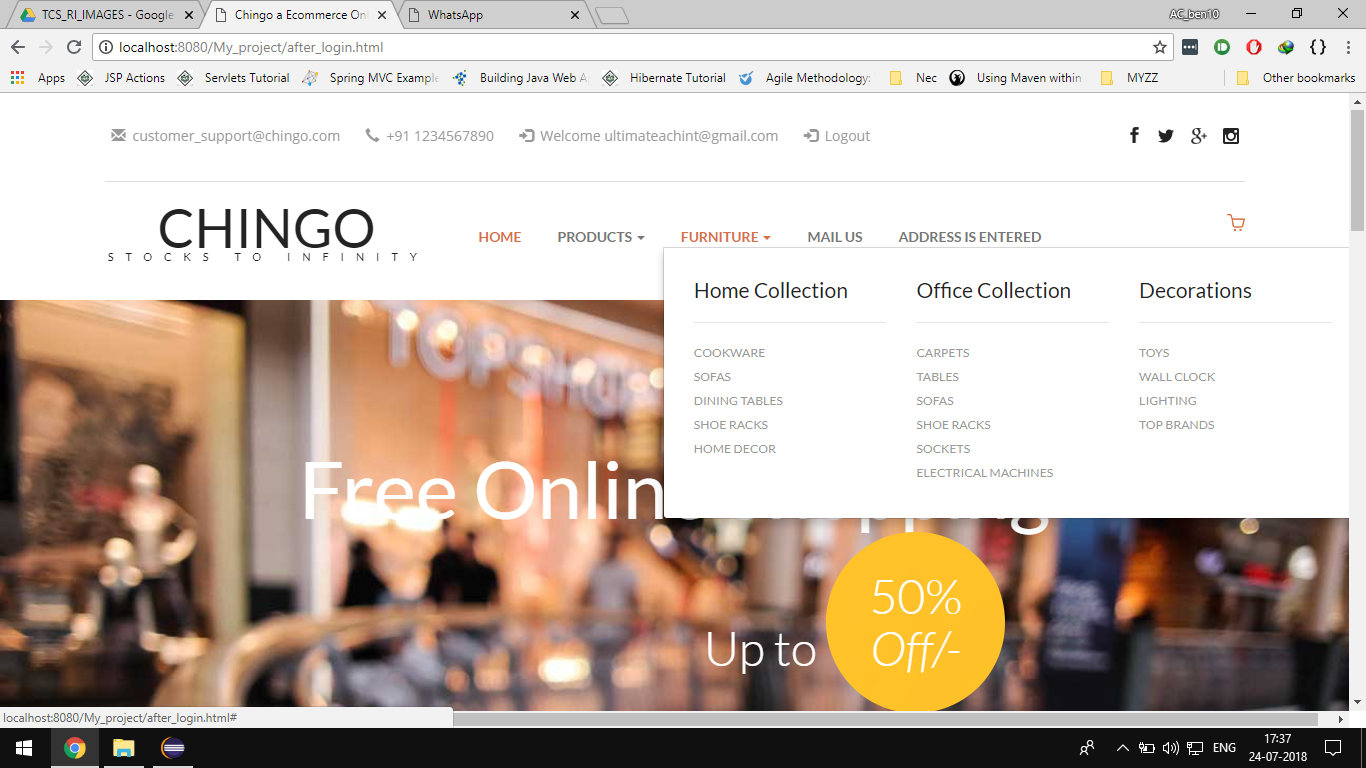 TCS_RI_IMAGES - Google
Chingo a Ecommerce Onl
WhatsApp
AC_ben10
localhost:8080/My_project/after_login.html
Apps
JSP Actions
Servlets Tutorial
Spring MVC Example
Building Java Web A
Hibernate Tutorial
Agile Methodology:
Nec
Using Maven within
MYZZ
Other bookmarks
customer_support@chingo.com
+91 1234567890
Welcome ultimateachint@gmail.com
Logout
CHINGO
STOCKS TO INFINITY
HOME
PRODUCTS
FURNITURE
MAIL US
ADDRESS IS ENTERED
Home Collection
COOKWARE
SOFAS
DINING TABLES
SHOE RACKS
HOME DECOR
Office Collection
CARPETS
TABLES
SOFAS
SHOE RACKS
SOCKETS
ELECTRICAL MACHINES
Decorations
TOYS
WALL CLOCK
LIGHTING
TOP BRANDS
TOPSHOP
Free Online Shopping
Up to
50%
Off/-
localhost:8080/My_project/after_login.html#
ENG
17:37
24-07-2018